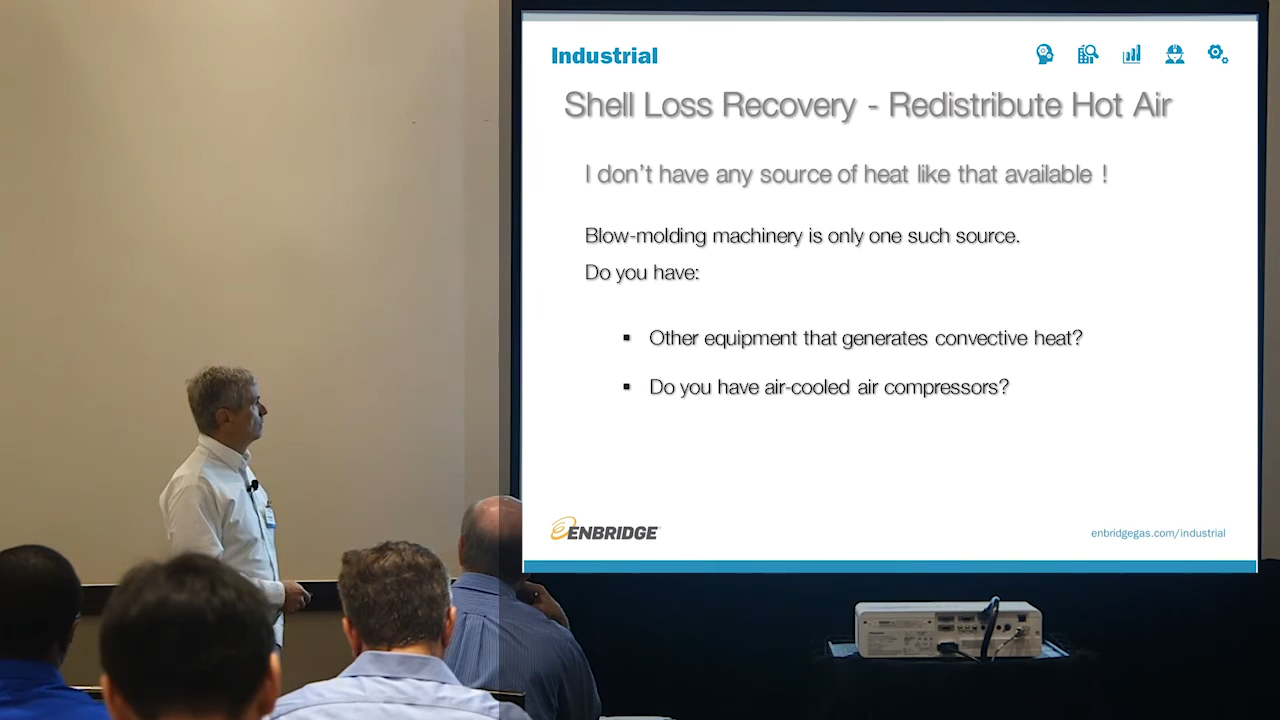 Industrial
Shell Loss Recovery - Redistribute Hot Air
I don't have any source of heat like that available !
Blow-molding machinery is only one such source.
Do you have:
▪ Other equipment that generates convective heat?
▪ Do you have air-cooled air compressors?
ENBRIDGE
enbridgegas.com/industrial